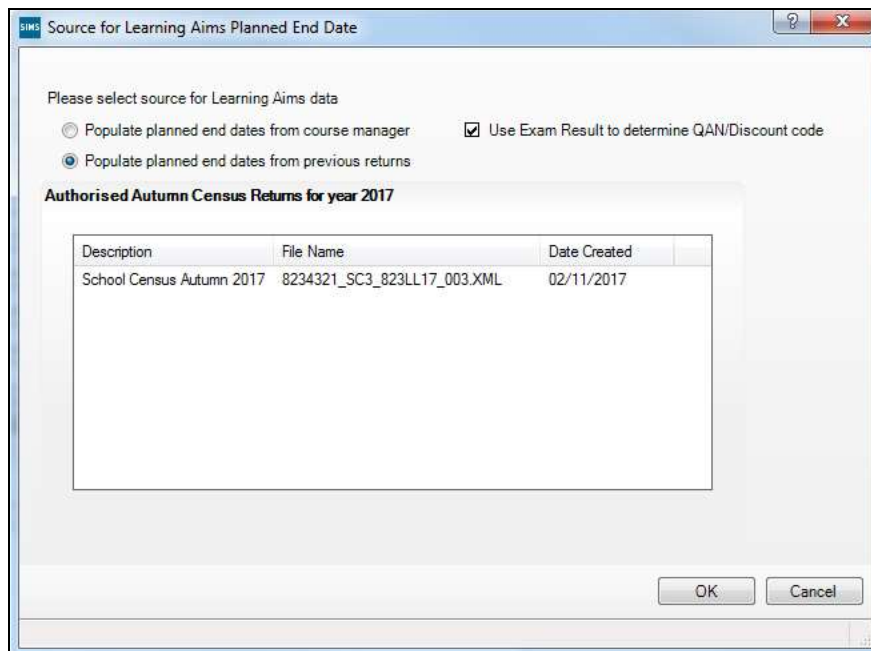 SIMS Source for Learning Aims Planned End Date
Please select source for Learning Aims data
Populate planned end dates from course manager Use Exam Result to determine QAN/Discount code
Populate planned end dates from previous returns
Authorised Autumn Census Returns for year 2017
Description File Name Date Created
School Census Autumn 2017 8234321_SC3_823LL17_003.XML 02/11/2017
OK Cancel